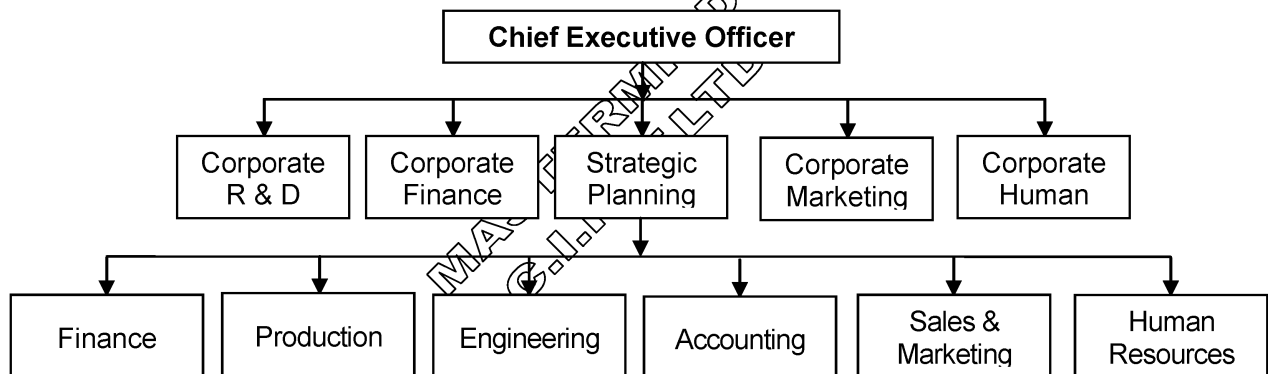 Chief Executive Officer
Corporate
R & D
Corporate
Finance
Strategic
Planning
Corporate
Marketing
Corporate
Human
Finance
Production
Engineering
Accounting
Sales &
Marketing
Human
Resources